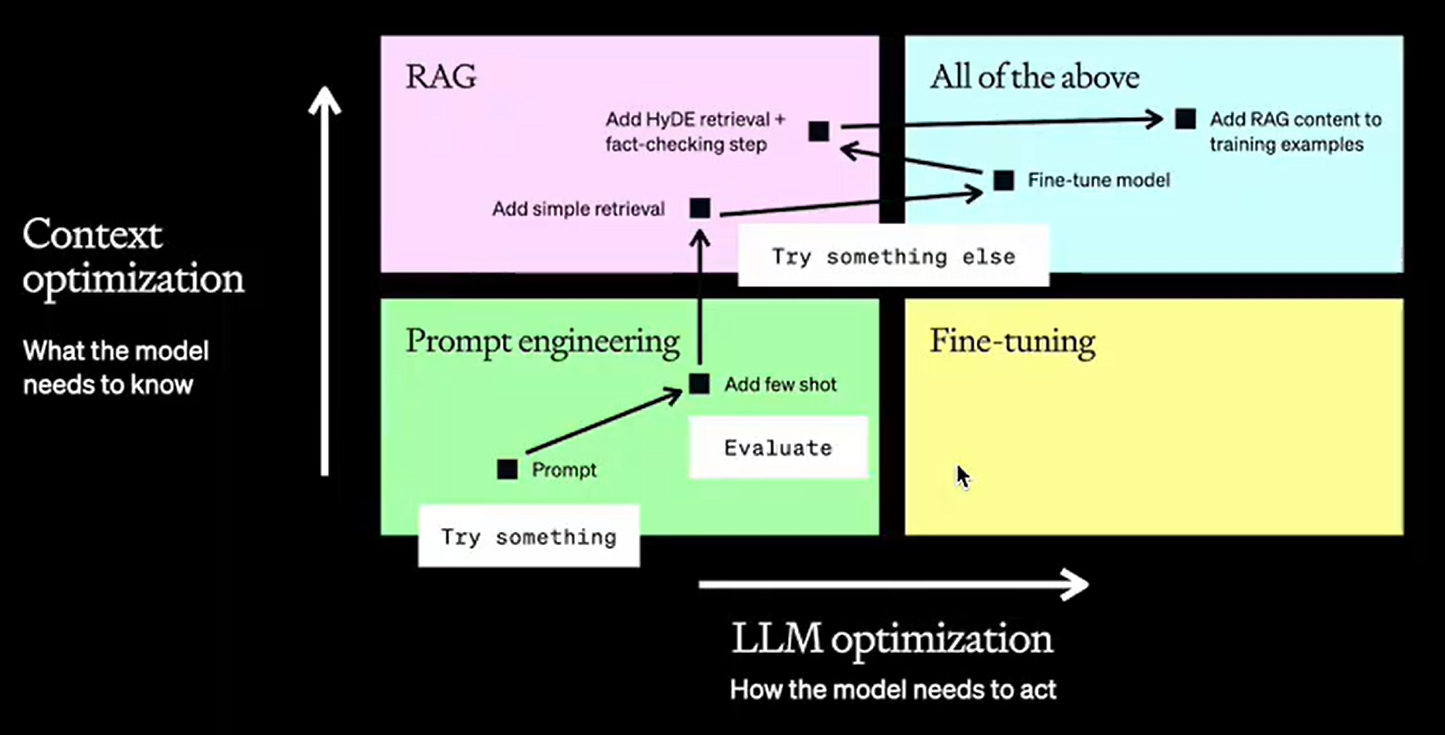 RAG
All of the above
Add HyDE retrieval +
fact-checking step
Add RAG content to
training examples
Fine-tune model
Add simple retrieval
Try something else
Context
optimization
What the model
needs to know
Prompt engineering
Fine-tuning
Add few shot
Evaluate
Prompt
Try something
LLM optimization
How the model needs to act